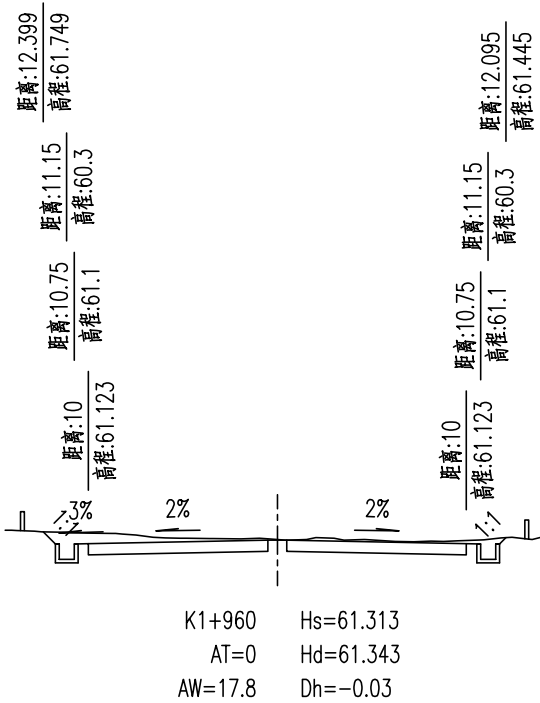 距离:12.399
高程:61.749
距离:11.15
高程:60.3
距离:10.75
高程:61.1
距离:10
高程:61.123
距离:12.095
高程:61.445
距离:11.15
高程:60.3
距离:10.75
高程:61.1
距离:10
高程:61.123
1:1
3%
2%
2%
1:1
K1+960
Hs=61.313
AT=0
Hd=61.343
AW=17.8
Dh=-0.03